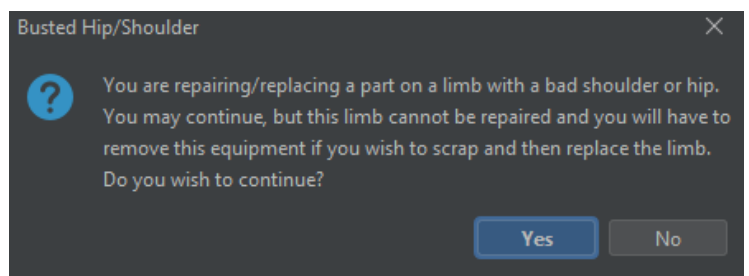 Busted Hip/Shoulder
You are repairing/replacing a part on a limb with a bad shoulder or hip.
You may continue, but this limb cannot be repaired and you will have to
remove this equipment if you wish to scrap and then replace the limb.
Do you wish to continue?
Yes No